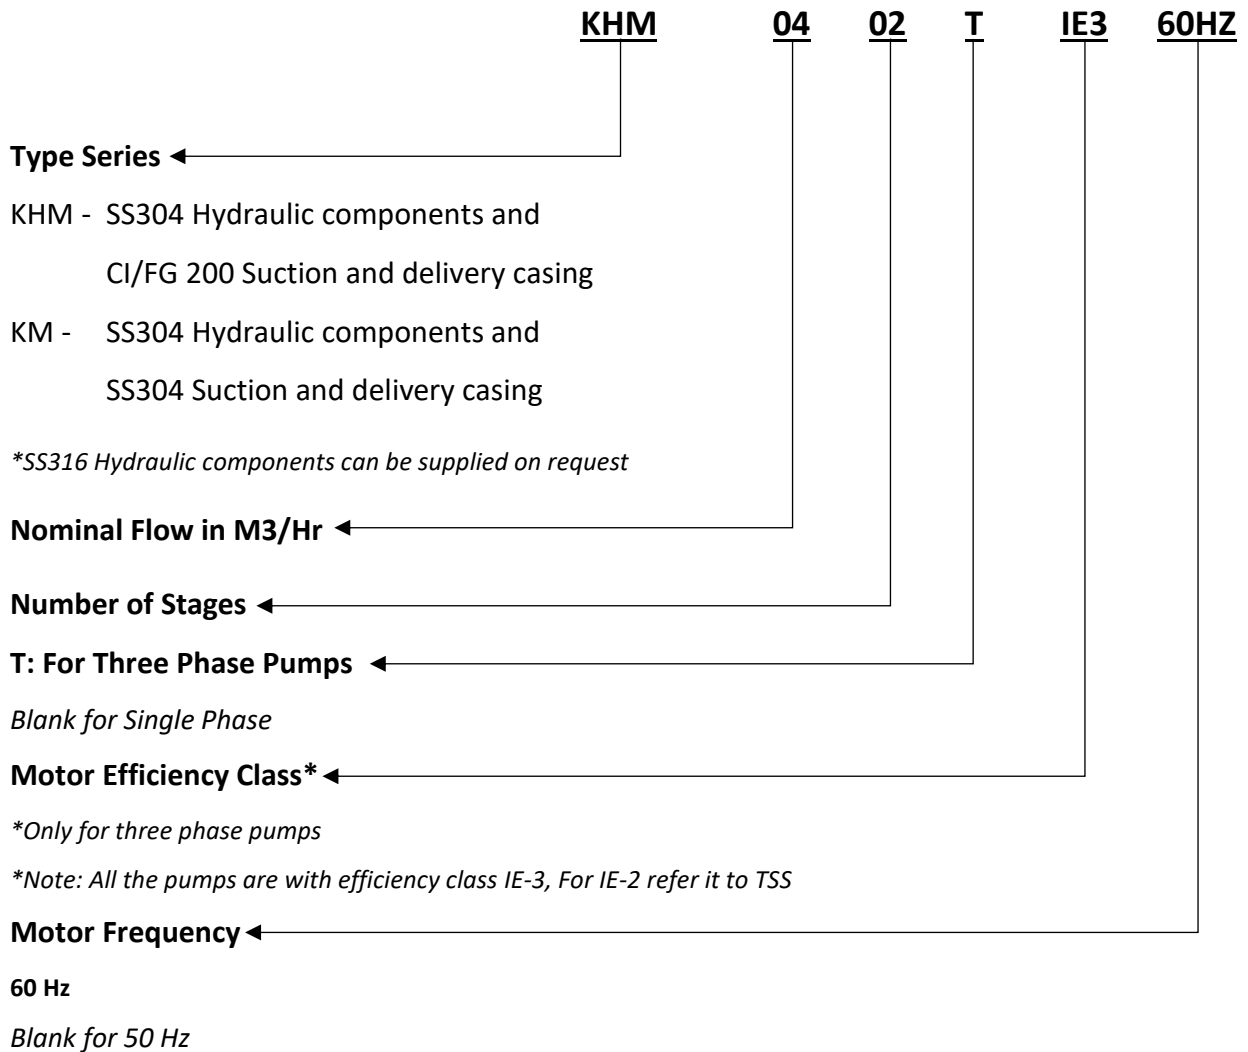 KHM 04 02 T IE3 60HZ
Type Series
KHM - SS304 Hydraulic components and
CI/FG 200 Suction and delivery casing
KM - SS304 Hydraulic components and
SS304 Suction and delivery casing
*SS316 Hydraulic components can be supplied on request
Nominal Flow in M3/Hr
Number of Stages
T: For Three Phase Pumps
Blank for Single Phase
Motor Efficiency Class*
*Only for three phase pumps
*Note: All the pumps are with efficiency class IE-3, For IE-2 refer it to TSS
Motor Frequency
60 Hz
Blank for 50 Hz